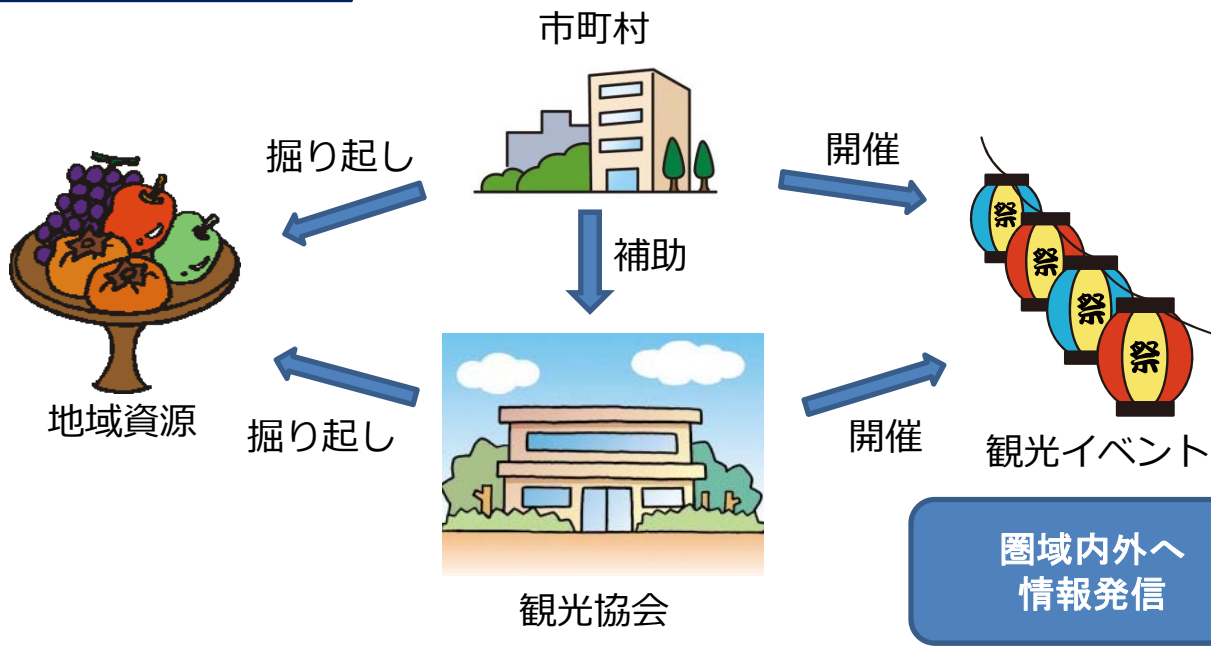 市町村
掘り起し
開催
補助
祭
祭
祭
祭
地域資源
掘り起し
開催
観光イベント
圏域内外へ
情報発信
観光協会